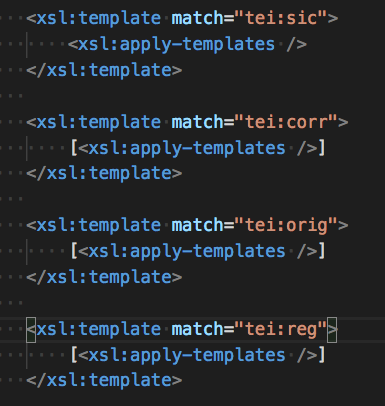 <xsl:template match="tei:sic">
    <xsl:apply-templates />
</xsl:template>

<xsl:template match="tei:corr">
    [<xsl:apply-templates />]
</xsl:template>

<xsl:template match="tei:orig">
    [<xsl:apply-templates />]
</xsl:template>

<xsl:template match="tei:reg">
    [<xsl:apply-templates />]
</xsl:template>